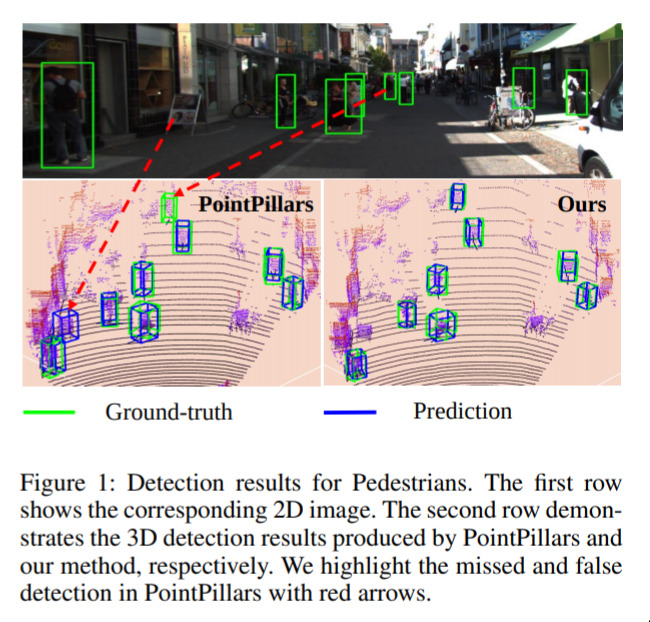 PointPillars
Ours
Ground-truth
Prediction
Figure 1: Detection results for Pedestrians. The first row
shows the corresponding 2D image. The second row demon-
strates the 3D detection results produced by PointPillars and
our method, respectively. We highlight the missed and false
detection in PointPillars with red arrows.